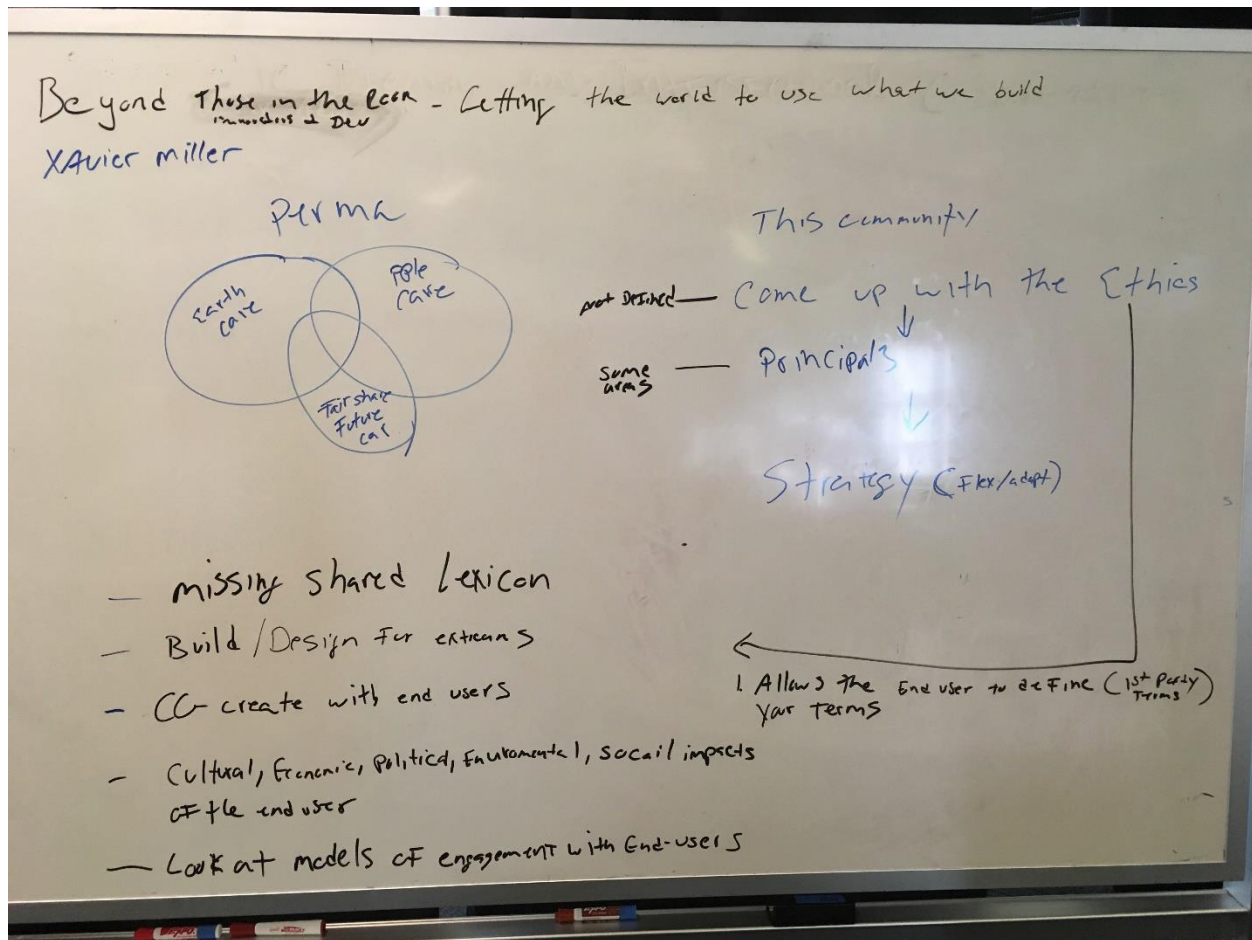 Beyond Those in the Room - Getting the world to use what we build
& Dev
XAvier miller
Perma
Earth
care
PPle
Care
Fair share
Future
car
This community
not Defined — Come up with the Ethics
Some
areas — Principals
Strategy (Flex/adapt)
— missing shared Lexicon
— Build/Design For extreams
— CO-create with end users
— Cultural, Economic, Political, Enviromental, socail impacts
oF the end user
— Look at models oF engagement with End-users
1. Allows the End user to deFine (1st Party
Terms)
your Terms
EXPO